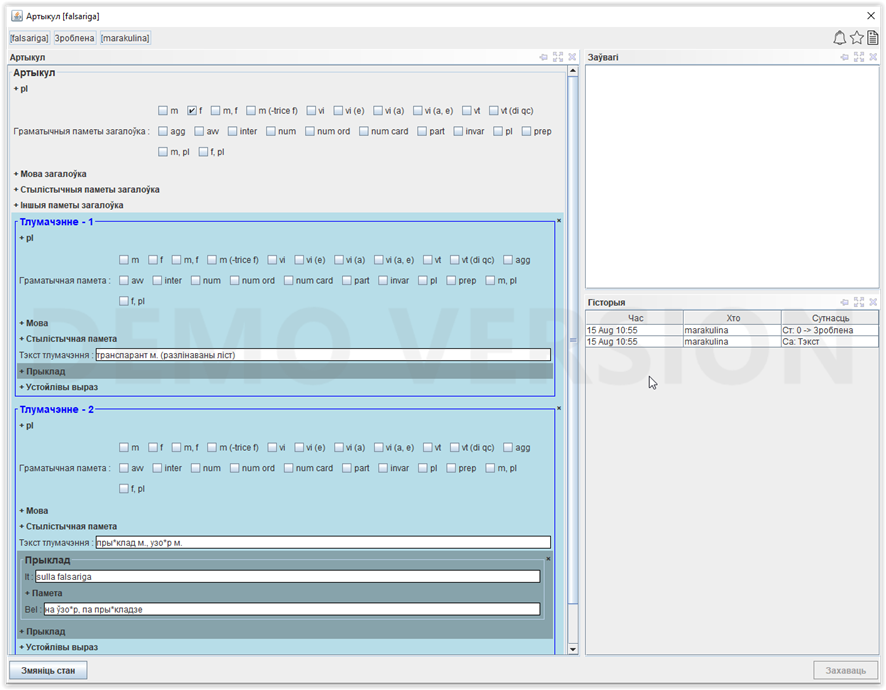 Артыкул [falsariga]
[falsariga] Зроблена [marakulina]
Артыкул
Артыкул
+ pl
m f m, f m (-trice f) vi vi (e) vi (a) vi (a, e) vt vt (di qc)
Граматычныя паметы загалоўка : agg avv inter num num ord num card part invar pl prep
m, pl f, pl
+ Мова загалоўка
+ Стылістычныя паметы загалоўка
+ Іншыя паметы загалоўка
Тлумачэнне - 1
+ pl
m f m, f m (-trice f) vi vi (e) vi (a) vi (a, e) vt vt (di qc) agg
Граматычная памета : avv inter num num ord num card part invar pl prep m, pl
f, pl
+ Мова
+ Стылістычная памета
Тэкст тлумачэння : транспарант м. (разлінаваны ліст)
+ Прыклад
+ Устойлівы выраз
Тлумачэнне - 2
+ pl
m f m, f m (-trice f) vi vi (e) vi (a) vi (a, e) vt vt (di qc) agg
Граматычная памета : avv inter num num ord num card part invar pl prep m, pl
f, pl
+ Мова
+ Стылістычная памета
Тэкст тлумачэння : пры*клад м., узо*р м.
Прыклад
It : sulla falsariga
+ Памета
Bel : на ўзо*р, па пры*кладзе
+ Прыклад
+ Устойлівы выраз
Змяніць стан
Заўвагі
Гісторыя
Час Хто Сутнасць
15 Aug 10:55 marakulina Ст: 0 -> Зроблена
15 Aug 10:55 marakulina Са: Тэкст
Захаваць
DEMO VERSION